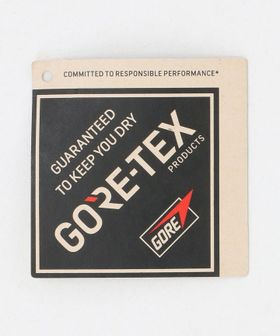 COMMITTED TO RESPONSIBLE PERFORMANCE*
GUARANTEED
TO KEEP YOU DRY
GORE-TEX
PRODUCTS
GORE